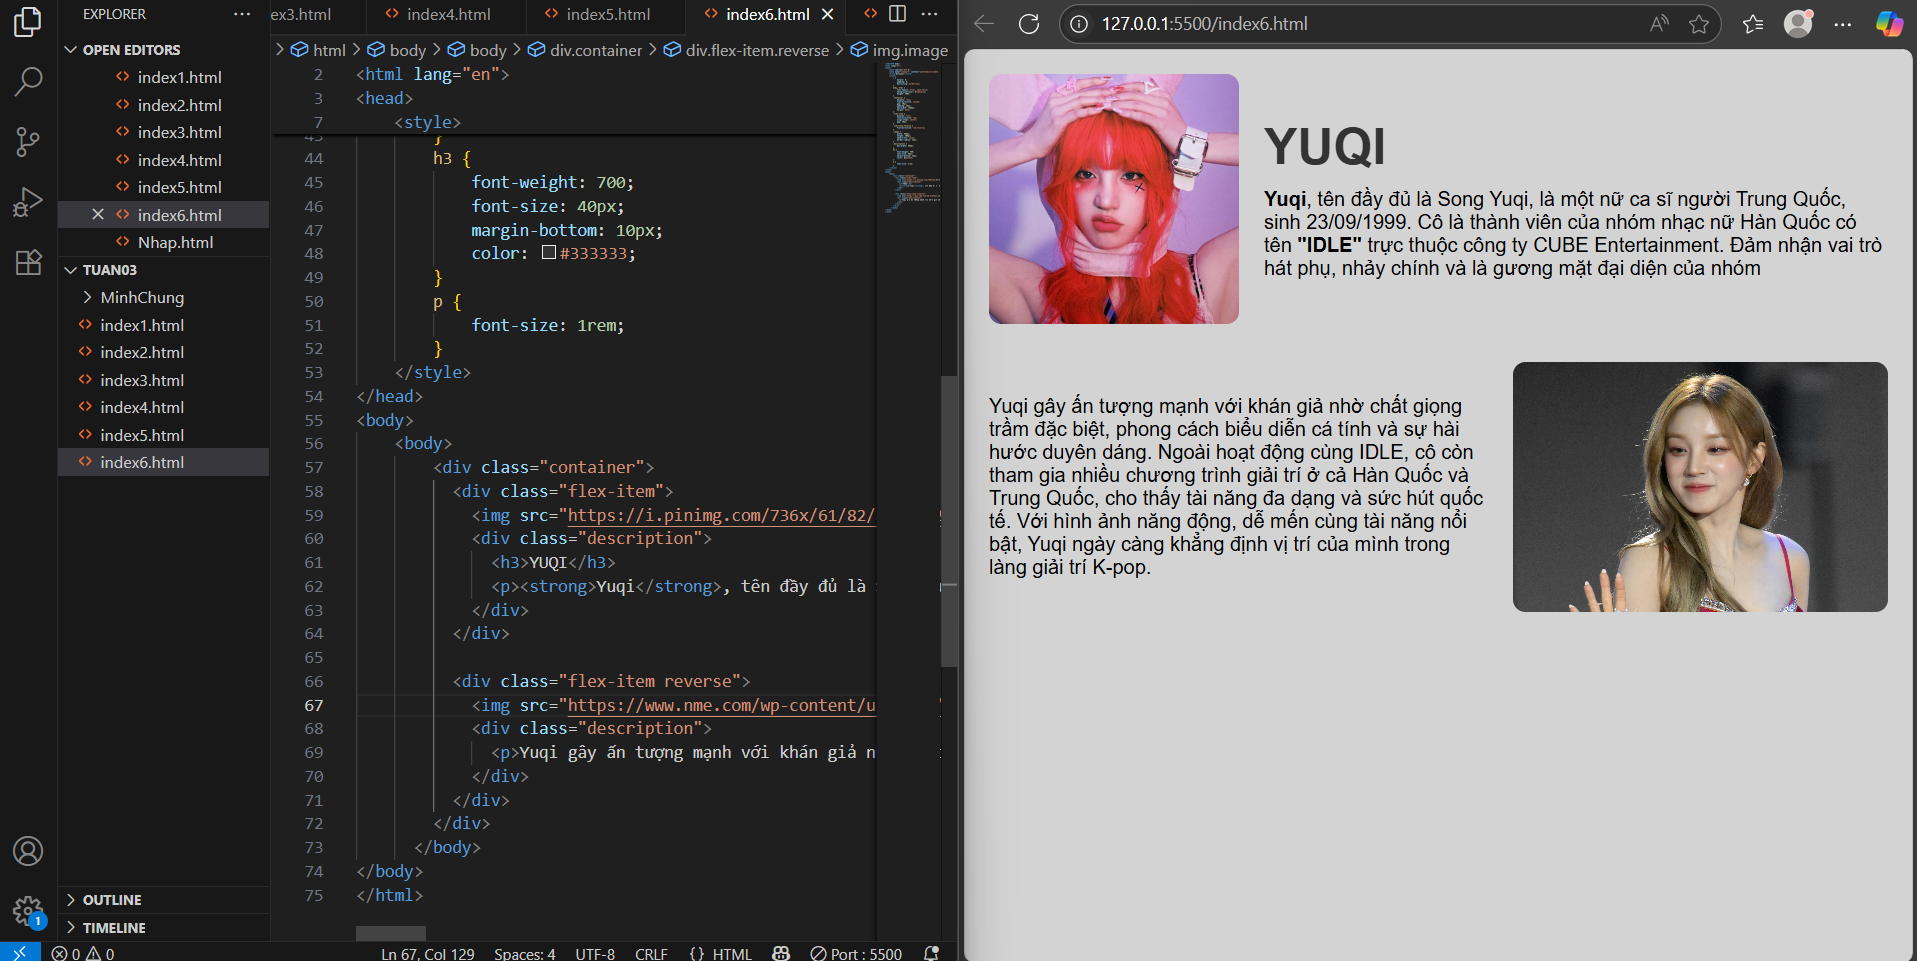 EXPLORER
OPEN EDITORS
index1.html
index2.html
index3.html
index4.html
index5.html
index6.html
Nhap.html
TUAN03
MinhChung
index1.html
index2.html
index3.html
index4.html
index5.html
index6.html
OUTLINE
TIMELINE
1
ex3.html
index4.html
index5.html
index6.html
html
body
body
div.container
div.flex-item.reverse
img.image
2 <html lang="en">
3 <head>
7 <style>
43 }
44 h3 {
45 font-weight: 700;
46 font-size: 40px;
47 margin-bottom: 10px;
48 color: #333333;
49 }
50 p {
51 font-size: 1rem;
52 }
53 </style>
54 </head>
55 <body>
56 <body>
57 <div class="container">
58 <div class="flex-item">
59 <img src="https://i.pinimg.com/736x/61/82/
60 <div class="description">
61 <h3>YUQI</h3>
62 <p><strong>Yuqi</strong>, tên đầy đủ là
63 </div>
64 </div>
65
66 <div class="flex-item reverse">
67 <img src="https://www.nme.com/wp-content/u
68 <div class="description">
69 <p>Yuqi gây ấn tượng mạnh với khán giả n
70 </div>
71 </div>
72 </div>
73 </body>
74 </body>
75 </html>
0 0
Ln 67, Col 129
Spaces: 4
UTF-8
CRLF
{} HTML
Port : 5500
127.0.0.1:5500/index6.html
YUQI
Yuqi, tên đầy đủ là Song Yuqi, là một nữ ca sĩ người Trung Quốc,
sinh 23/09/1999. Cô là thành viên của nhóm nhạc nữ Hàn Quốc có
tên "IDLE" trực thuộc công ty CUBE Entertainment. Đảm nhận vai trò
hát phụ, nhảy chính và là gương mặt đại diện của nhóm
Yuqi gây ấn tượng mạnh với khán giả nhờ chất giọng
trầm đặc biệt, phong cách biểu diễn cá tính và sự hài
hước duyên dáng. Ngoài hoạt động cùng IDLE, cô còn
tham gia nhiều chương trình giải trí ở cả Hàn Quốc và
Trung Quốc, cho thấy tài năng đa dạng và sức hút quốc
tế. Với hình ảnh năng động, dễ mến cùng tài năng nổi
bật, Yuqi ngày càng khẳng định vị trí của mình trong
làng giải trí K-pop.